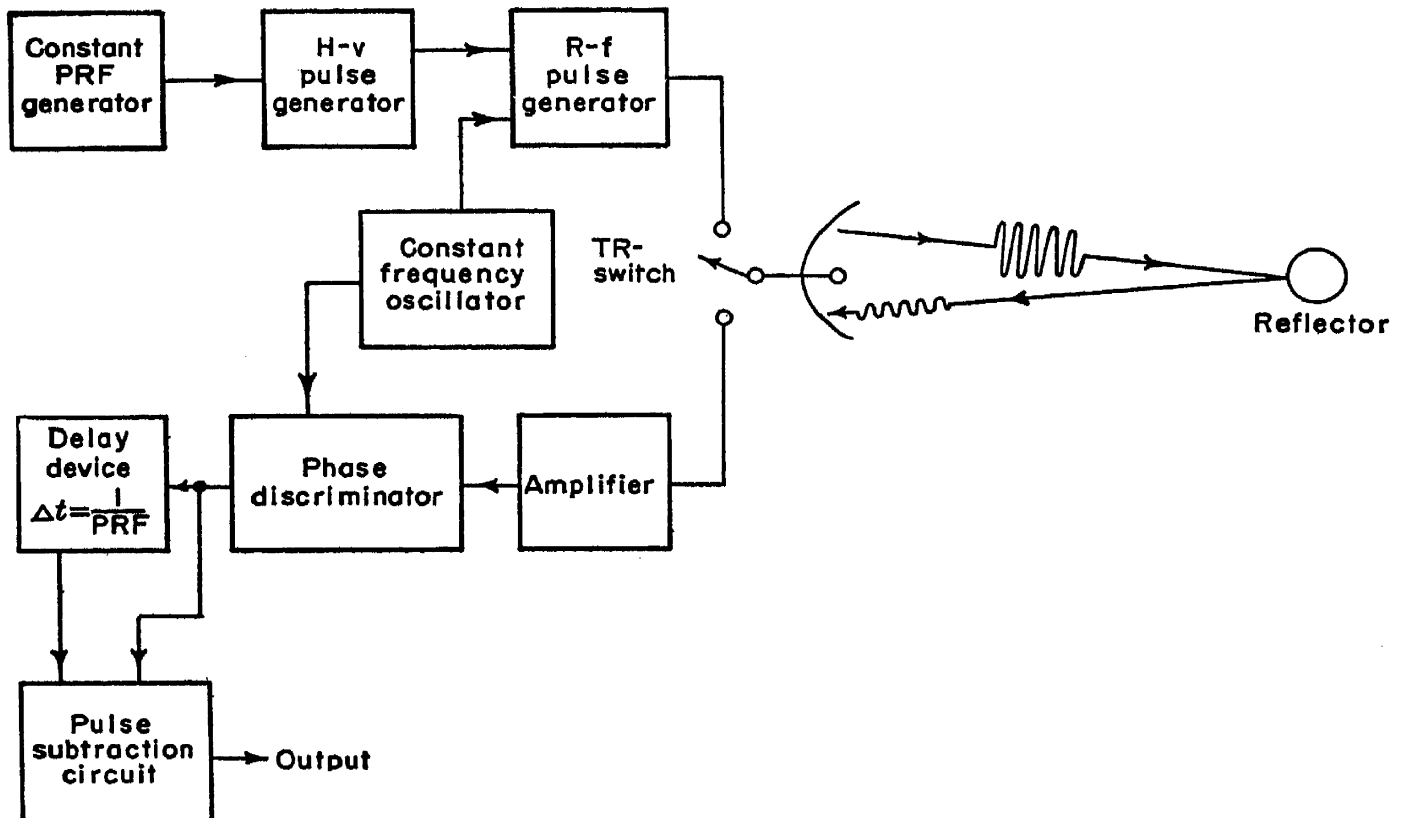 Constant
PRF
generator
H-v
pulse
generator
R-f
pulse
generator
Constant
frequency
oscillator
TR-
switch
Reflector
Delay
device
Δt=1/PRF
Phase
discriminator
Amplifier
Pulse
subtraction
circuit
Output